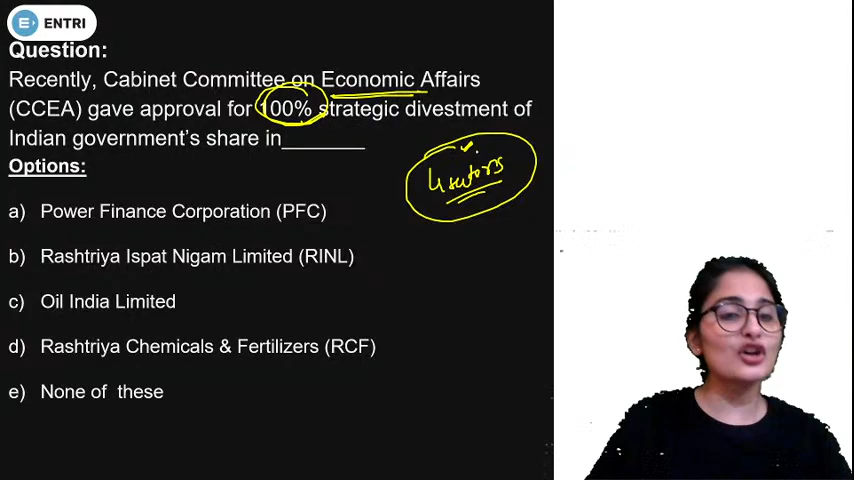 ENTRI
Question:
Recently, Cabinet Committee on Economic Affairs
(CCEA) gave approval for 100% strategic divestment of
Indian government's share in________
4 sectors
Options:
a) Power Finance Corporation (PFC)
b) Rashtriya Ispat Nigam Limited (RINL)
c) Oil India Limited
d) Rashtriya Chemicals & Fertilizers (RCF)
e) None of these